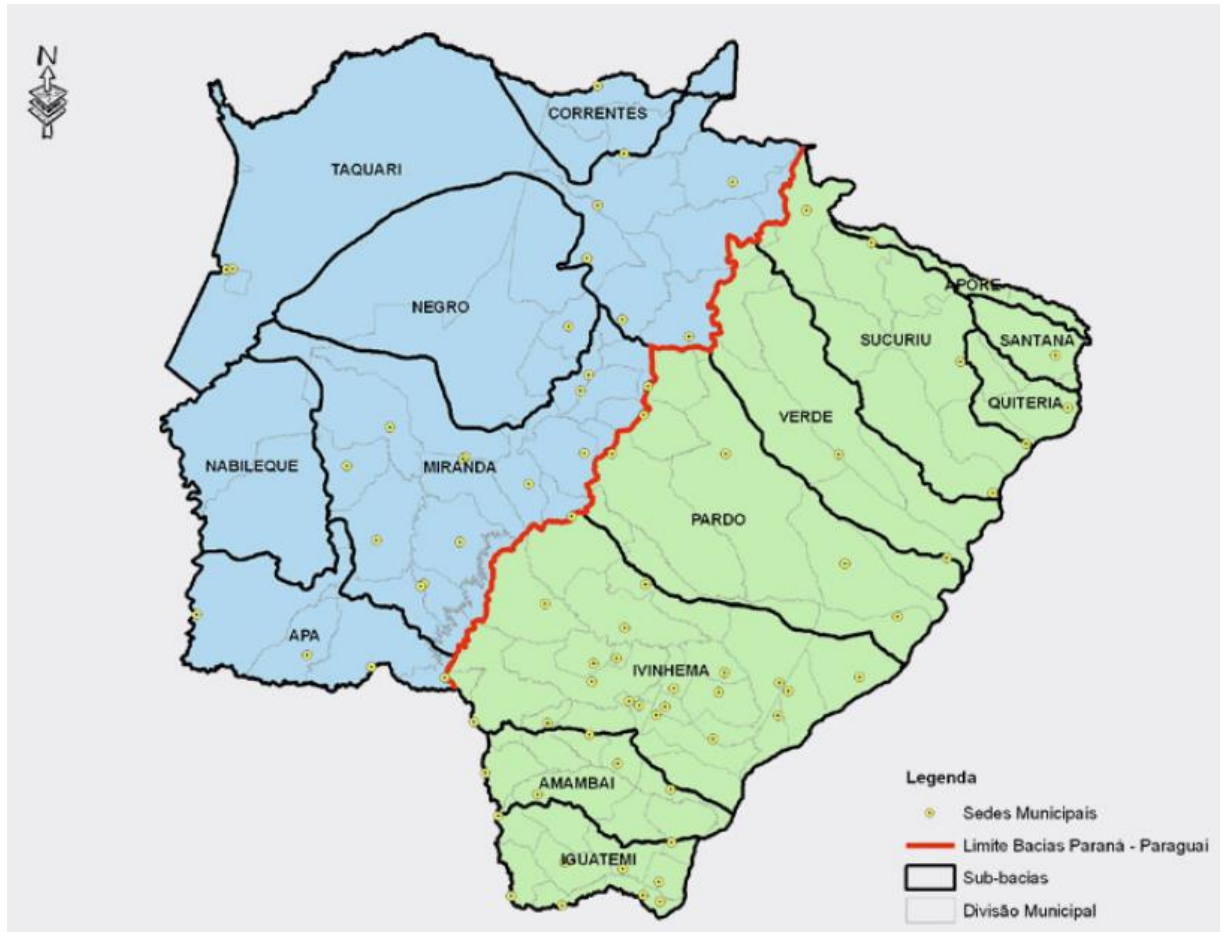 N
CORRENTES
TAQUARI
NEGRO
APORE
SUCURIU
SANTANA
QUITERIA
VERDE
NABILEQUE
MIRANDA
PARDO
APA
IVINHEMA
AMAMBAI
IGUATEMI
Legenda
Sedes Municipais
Limite Bacias Paraná - Paraguai
Sub-bacias
Divisão Municipal